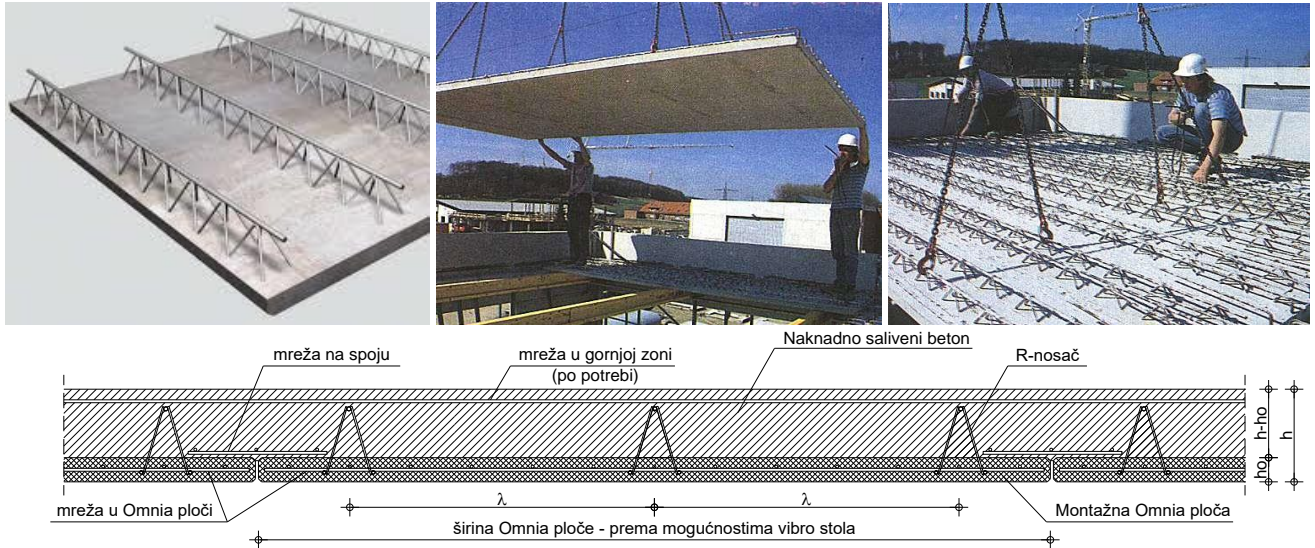 mreža na spoju
mreža u gornjoj zoni
(po potrebi)
Naknadno saliveni beton
R-nosač
h-ho
h
ho
mreža u Omnia ploči
λ
λ
Montažna Omnia ploča
širina Omnia ploče - prema mogućnostima vibro stola